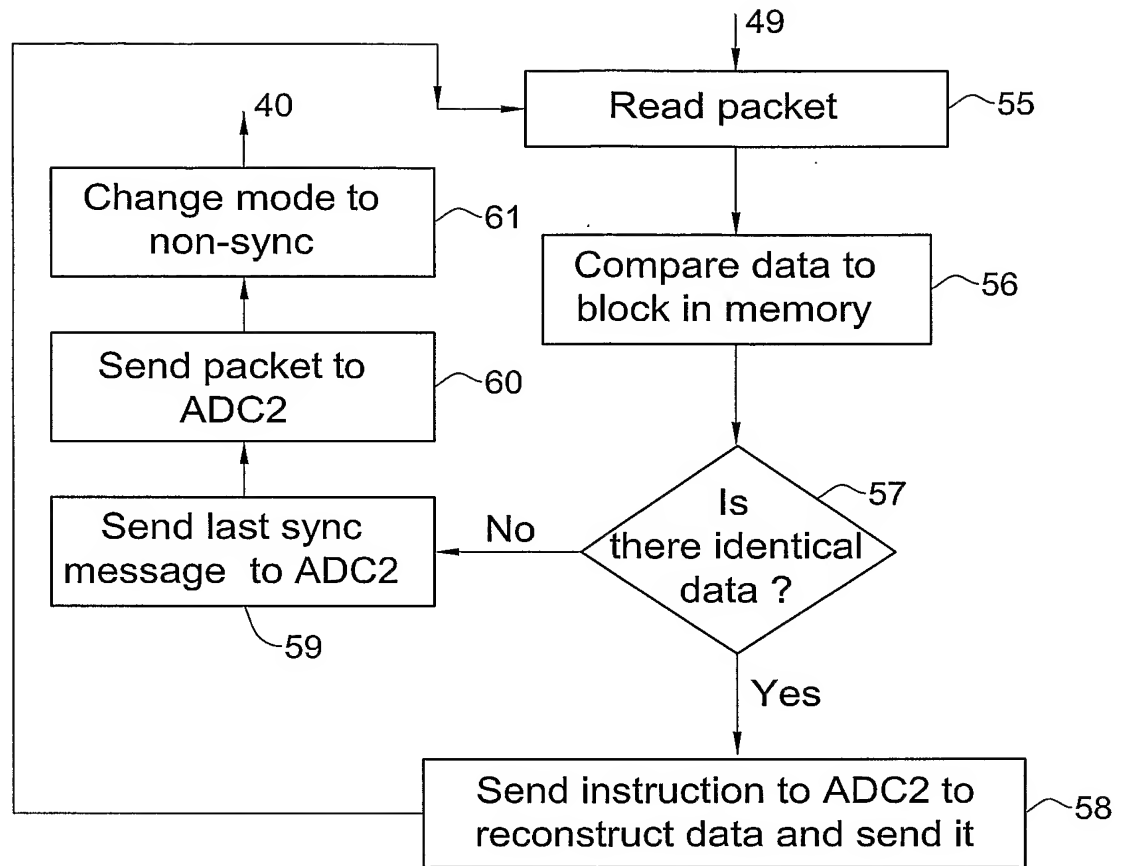 49
Read packet
55
40
Change mode to
non-sync
61
Compare data to
block in memory
56
Send packet to
ADC2
60
Is
there identical
data ?
57
No
Send last sync
message to ADC2
59
Yes
Send instruction to ADC2 to
reconstruct data and send it
58